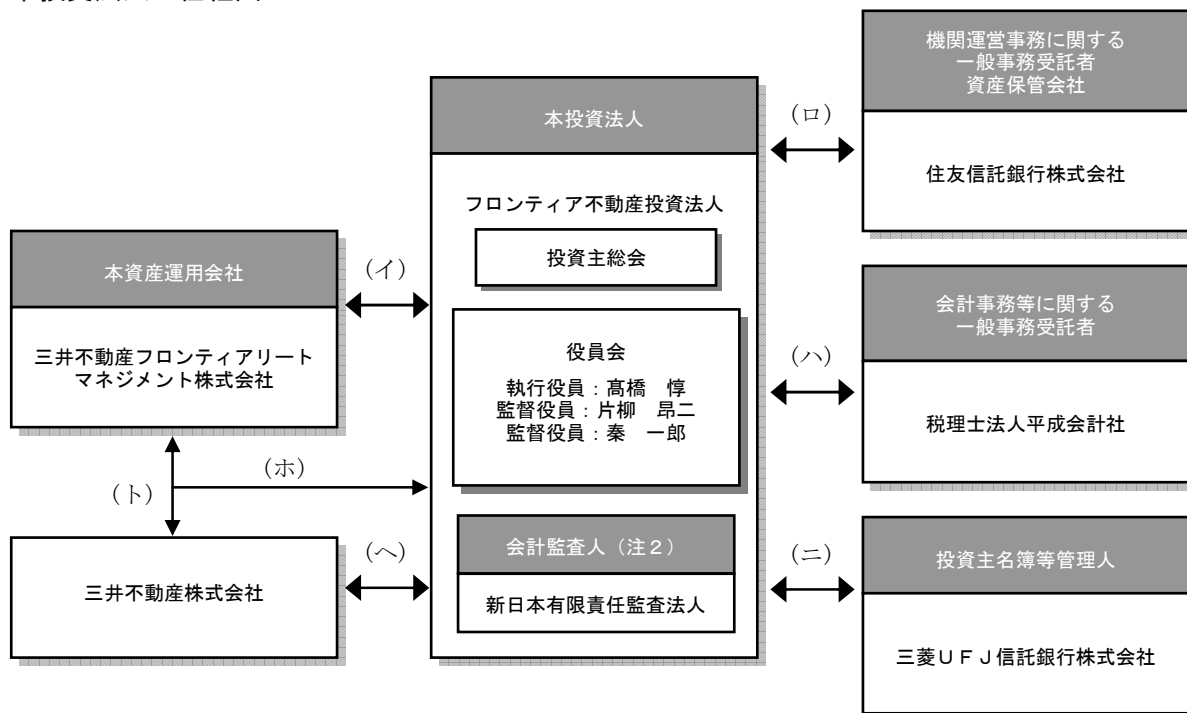 機関運営事務に関する
一般事務受託者
資産保管会社
住友信託銀行株式会社
本投資法人
フロンティア不動産投資法人
投資主総会
役員会
執行役員：髙橋　惇
監督役員：片柳　昂二
監督役員：秦　一郎
会計監査人（注２）
新日本有限責任監査法人
本資産運用会社
三井不動産フロンティアリート
マネジメント株式会社
三井不動産株式会社
会計事務等に関する
一般事務受託者
税理士法人平成会計社
投資主名簿等管理人
三菱ＵＦＪ信託銀行株式会社
（イ）
（ロ）
（ハ）
（ニ）
（ホ）
（ヘ）
（ト）